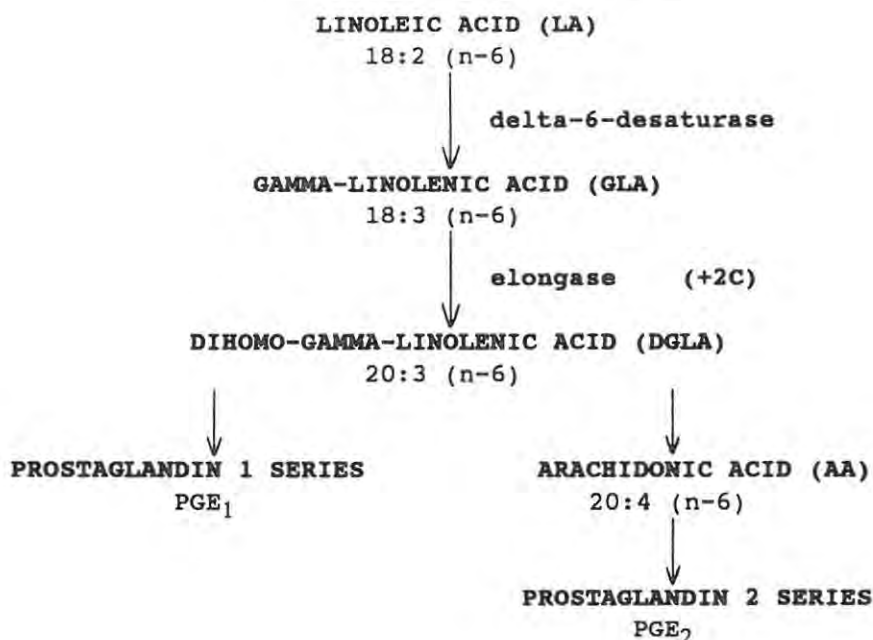 LINOLEIC ACID (LA)
18:2 (n-6)
delta-6-desaturase
GAMMA-LINOLENIC ACID (GLA)
18:3 (n-6)
elongase (+2C)
DIHOMO-GAMMA-LINOLENIC ACID (DGLA)
20:3 (n-6)
PROSTAGLANDIN 1 SERIES
PGE1
ARACHIDONIC ACID (AA)
20:4 (n-6)
PROSTAGLANDIN 2 SERIES
PGE2